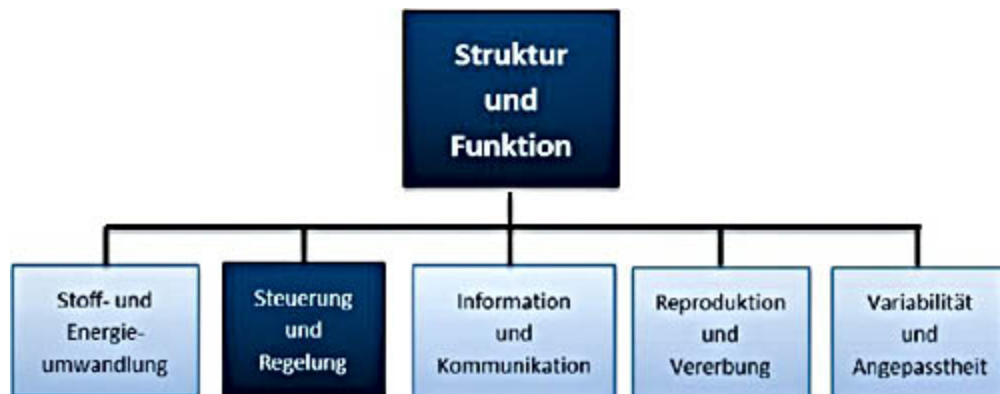 Struktur
und
Funktion
Stoff- und
Energie-
umwandlung
Steuerung
und
Regelung
Information
und
Kommunikation
Reproduktion
und
Vererbung
Variabilität
und
Angepasstheit